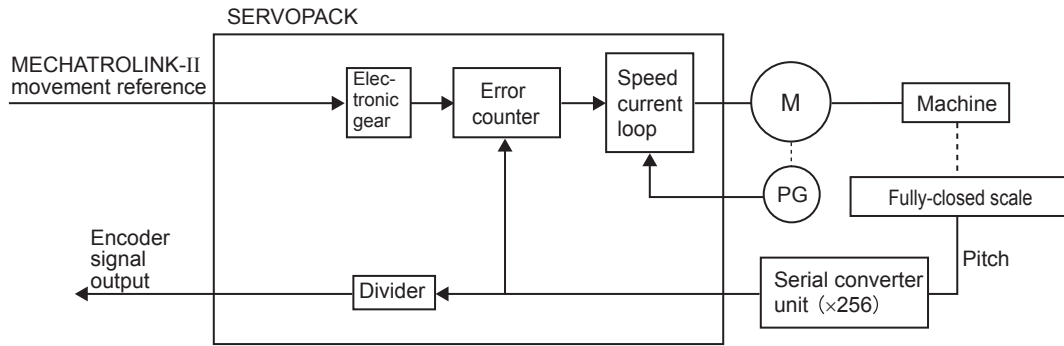 SERVOPACK
MECHATROLINK-II
movement reference
Elec-
tronic
gear
Error
counter
Speed
current
loop
M
Machine
PG
Fully-closed scale
Encoder
signal
output
Divider
Serial converter
unit (×256)
Pitch